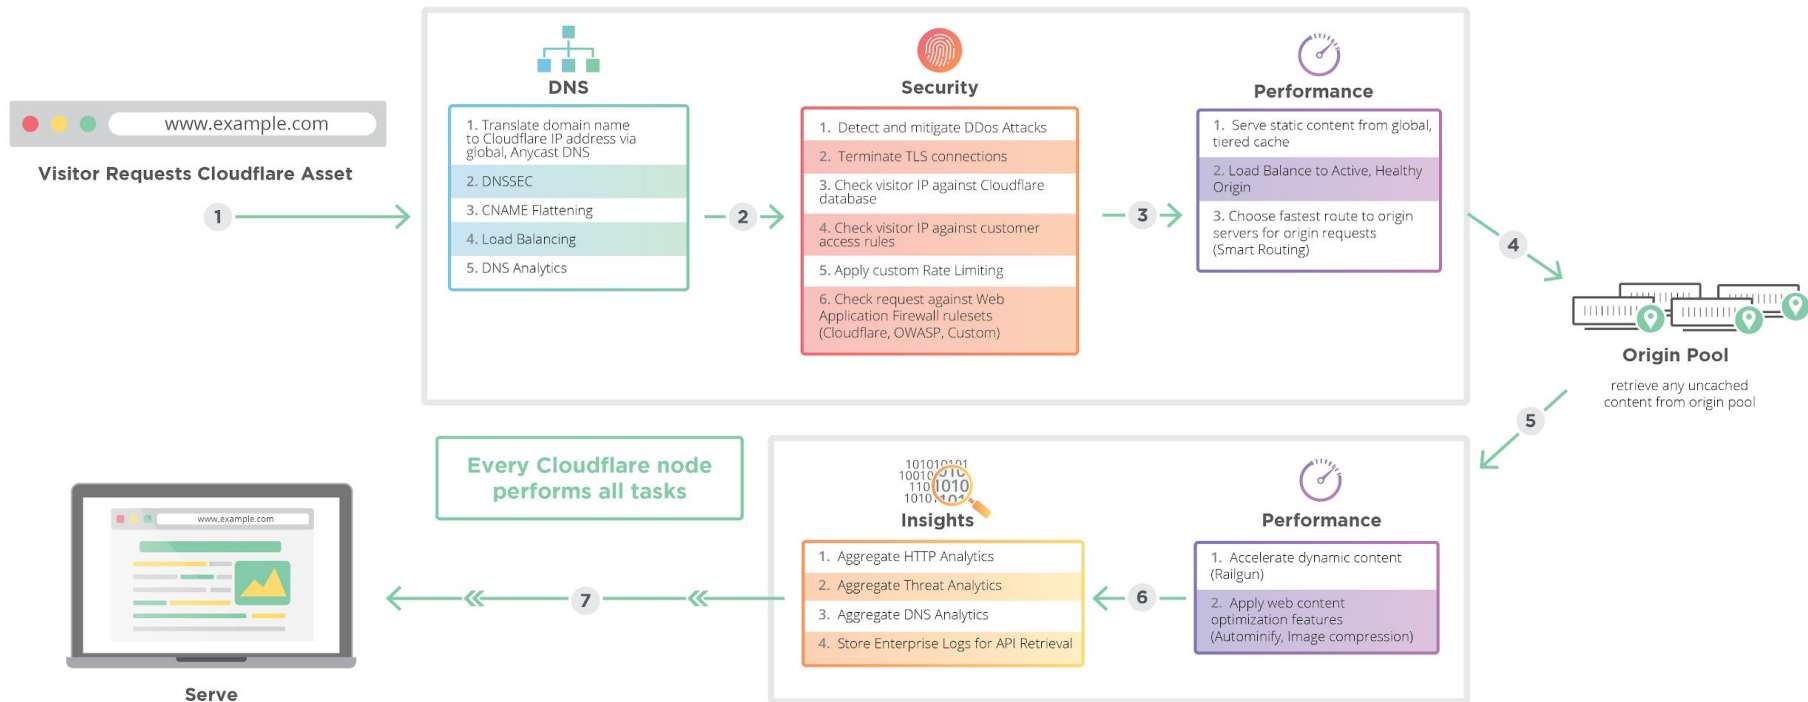 DNS
Security
Performance
www.example.com
Visitor Requests Cloudflare Asset
1
1. Translate domain name
to Cloudflare IP address via
global, Anycast DNS
2. DNSSEC
3. CNAME Flattening
4. Load Balancing
5. DNS Analytics
2
1. Detect and mitigate DDos Attacks
2. Terminate TLS connections
3. Check visitor IP against Cloudflare
database
4. Check visitor IP against customer
access rules
5. Apply custom Rate Limiting
6. Check request against Web
Application Firewall rulesets
(Cloudflare, OWASP, Custom)
3
1. Serve static content from global,
tiered cache
2. Load Balance to Active, Healthy
Origin
3. Choose fastest route to origin
servers for origin requests
(Smart Routing)
4
Origin Pool
retrieve any uncached
content from origin pool
5
Performance
1. Accelerate dynamic content
(Railgun)
2. Apply web content
optimization features
(Autominify, Image compression)
6
Insights
1. Aggregate HTTP Analytics
2. Aggregate Threat Analytics
3. Aggregate DNS Analytics
4. Store Enterprise Logs for API Retrieval
Every Cloudflare node
performs all tasks
7
www.example.com
Serve